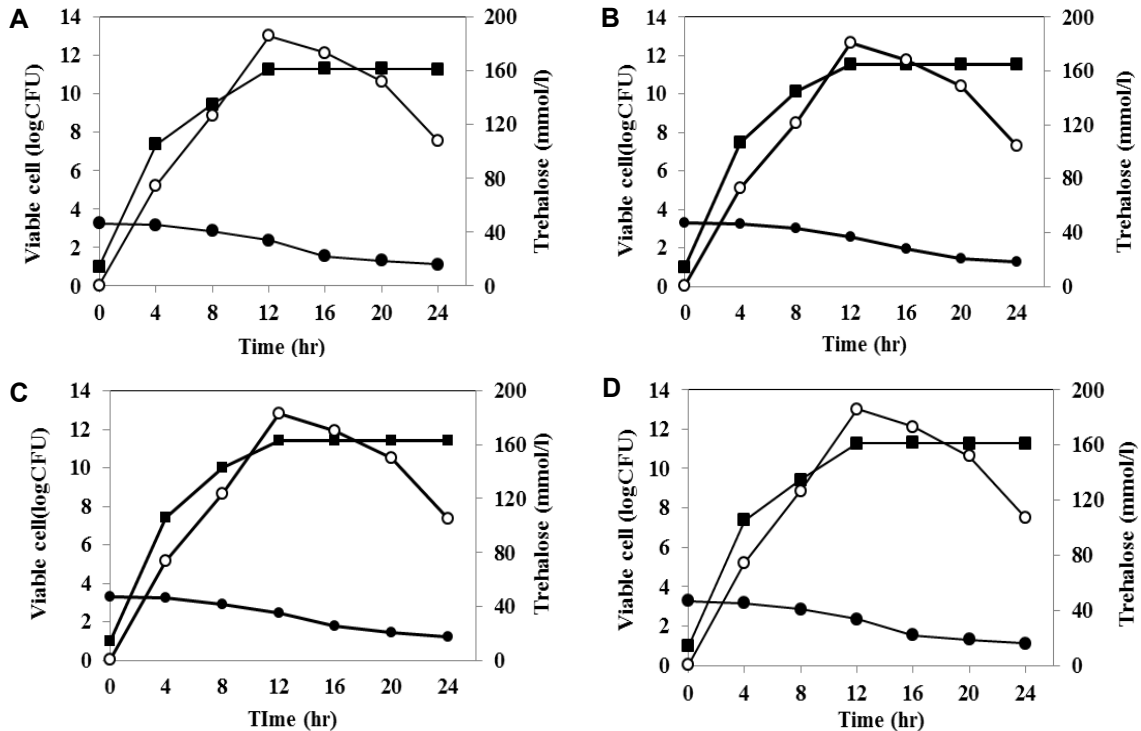 A
14
12
10
8
6
4
2
0
Viable cell (logCFU)
200
160
120
80
40
0
Trehalose (mmol/l)
0 4 8 12 16 20 24
Time (hr)
B
14
12
10
8
6
4
2
0
Viable cell(logCFU)
200
160
120
80
40
0
Trehalose (mmol/l)
0 4 8 12 16 20 24
Time (hr)
C
14
12
10
8
6
4
2
0
Viable cell(logCFU)
200
160
120
80
40
0
Trehalose (mmol/l)
0 4 8 12 16 20 24
TIme (hr)
D
14
12
10
8
6
4
2
0
Viable cell (logCFU)
200
160
120
80
40
0
Trehalose (mmol/l)
0 4 8 12 16 20 24
Time (hr)